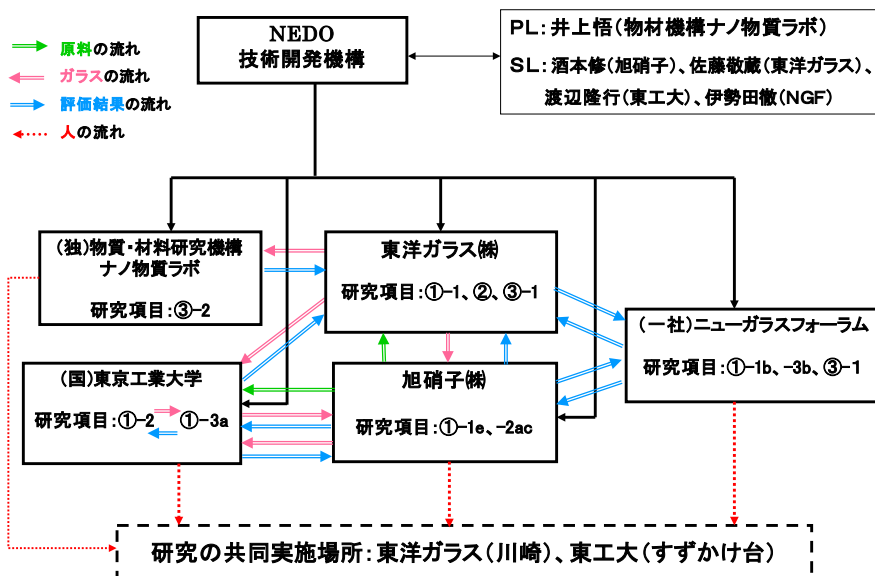 NEDO
技術開発機構
PL:井上悟(物材機構ナノ物質ラボ)
SL:酒本修(旭硝子)、佐藤敬蔵(東洋ガラス)、
渡辺隆行(東工大)、伊勢田徹(NGF)
原料の流れ
ガラスの流れ
評価結果の流れ
人の流れ
(独)物質・材料研究機構
ナノ物質ラボ
研究項目:③-2
東洋ガラス(株)
研究項目:①-1、②、③-1
(一社)ニューガラスフォーラム
研究項目:①-1b、-3b、③-1
(国)東京工業大学
研究項目:①-2 ①-3a
旭硝子(株)
研究項目:①-1e、-2ac
研究の共同実施場所:東洋ガラス(川崎)、東工大(すずかけ台)